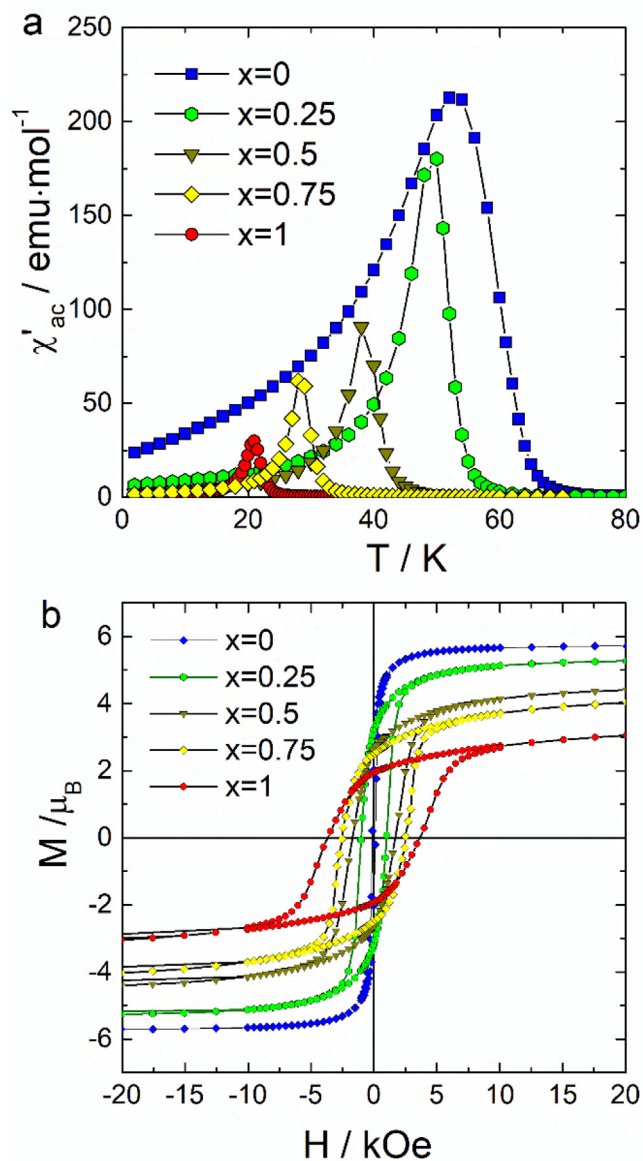 a
250
200
150
100
50
0
χ'ac / emu·mol⁻¹
x=0
x=0.25
x=0.5
x=0.75
x=1
0 20 40 60 80
T / K
b
6
4
2
0
-2
-4
-6
M /μB
x=0
x=0.25
x=0.5
x=0.75
x=1
-20 -15 -10 -5 0 5 10 15 20
H / kOe